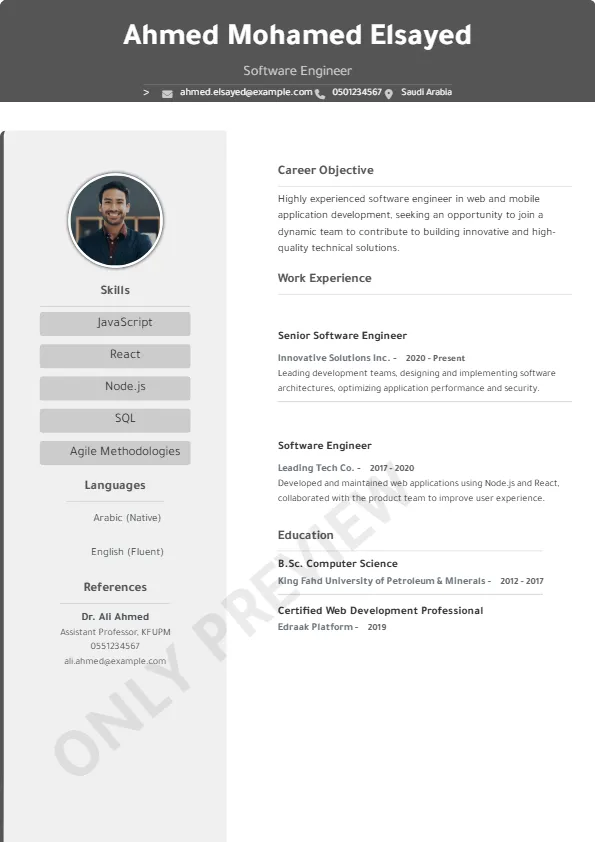 Ahmed Mohamed Elsayed
Software Engineer
> ahmed.elsayed@example.com 0501234567 Saudi Arabia
Skills
JavaScript
React
Node.js
SQL
Agile Methodologies
Languages
Arabic (Native)
English (Fluent)
References
Dr. Ali Ahmed
Assistant Professor, KFUPM
0551234567
ali.ahmed@example.com
Career Objective
Highly experienced software engineer in web and mobile
application development, seeking an opportunity to join a
dynamic team to contribute to building innovative and high-
quality technical solutions.
Work Experience
Senior Software Engineer
Innovative Solutions Inc. - 2020 - Present
Leading development teams, designing and implementing software
architectures, optimizing application performance and security.
Software Engineer
Leading Tech Co. - 2017 - 2020
Developed and maintained web applications using Node.js and React,
collaborated with the product team to improve user experience.
Education
B.Sc. Computer Science
King Fahd University of Petroleum & Minerals - 2012 - 2017
Certified Web Development Professional
Edraak Platform - 2019
ONLY PREVIEW